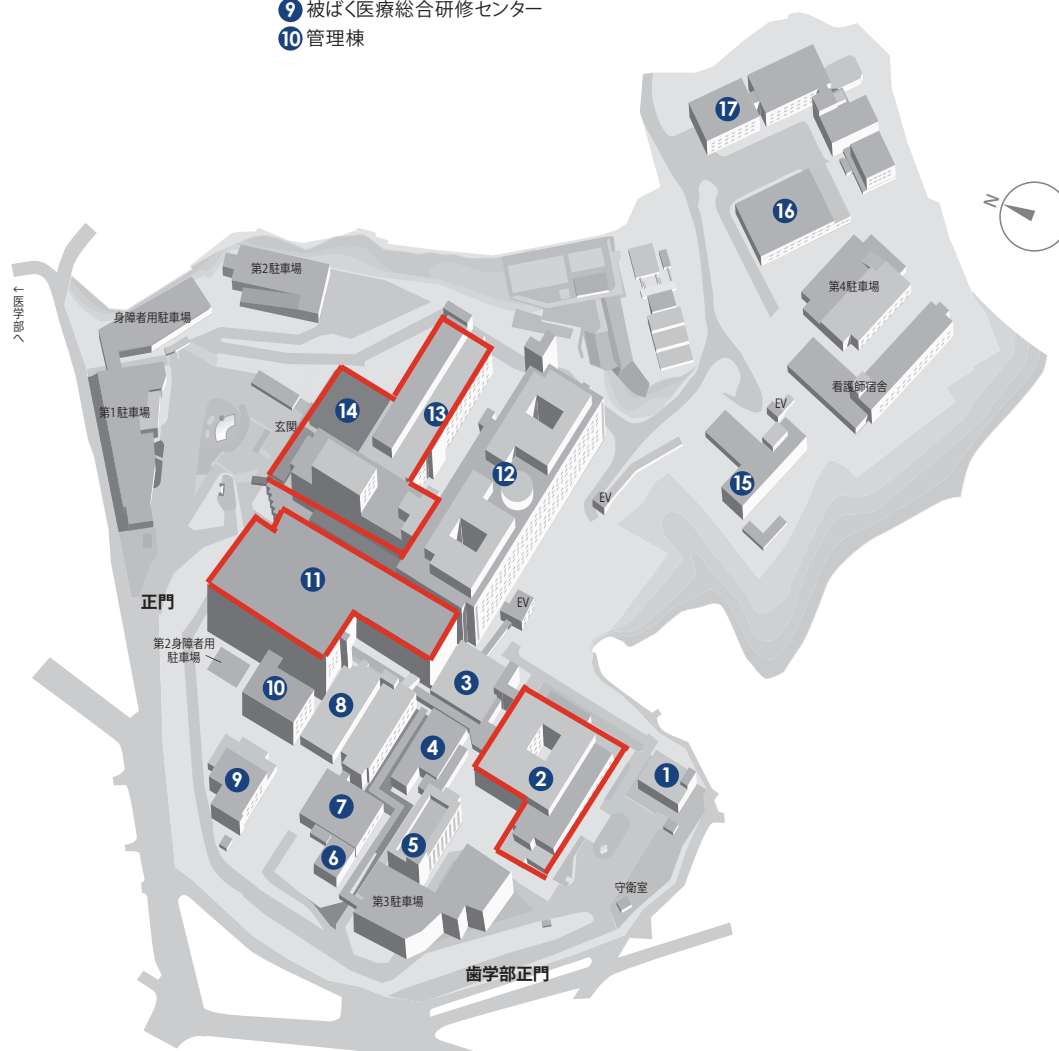 9 被ばく医療総合研修センター
10 管理棟
17
16
N
第2駐車場
第4駐車場
←医学部へ
身障者用駐車場
看護師宿舎
第1駐車場
14
13
EV
玄関
12
15
EV
11
正門
EV
第2身障者用
駐車場
3
10
8
4
2
1
9
7
5
6
守衛室
第3駐車場
歯学部正門